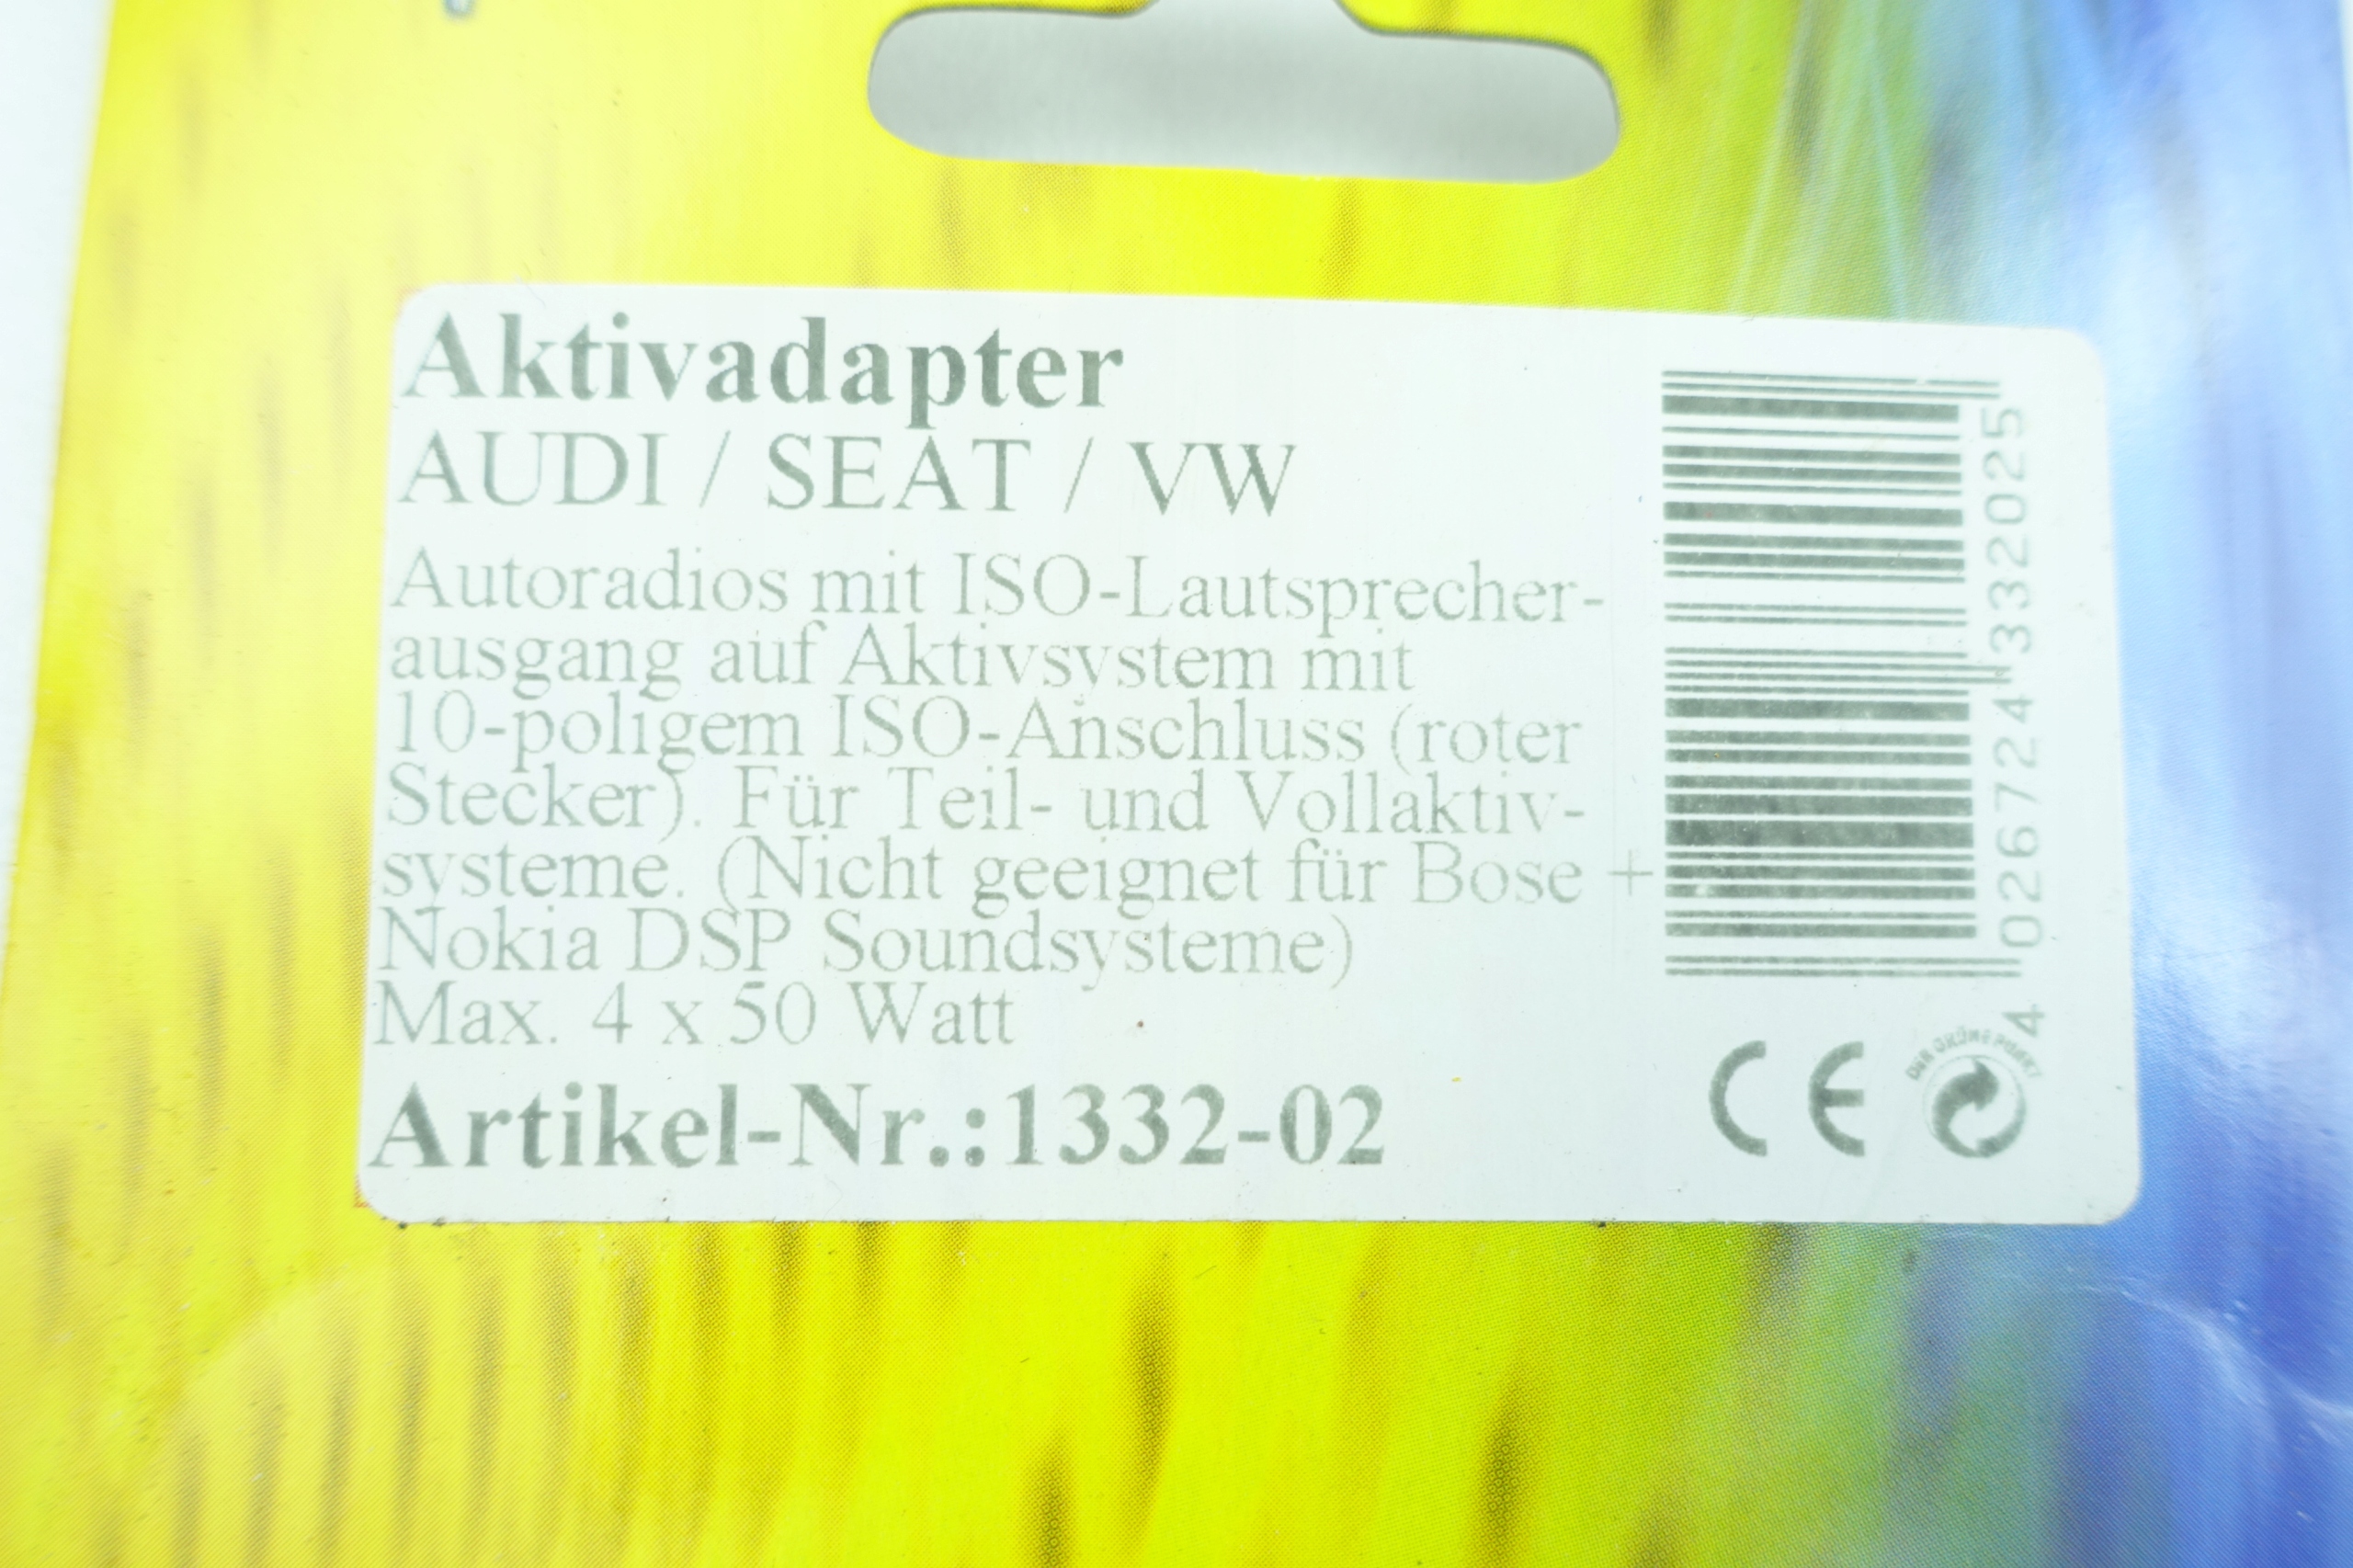 Aktivadapter
AUDI / SEAT / VW
Autoradios mit ISO-Lautsprecher-
ausgang auf Aktivsystem mit
10-poligem ISO-Anschluss (roter
Stecker). Für Teil- und Vollaktiv-
systeme. (Nicht geeignet für Bose +
Nokia DSP Soundsysteme)
Max. 4 x 50 Watt
Artikel-Nr.:1332-02
4 026724 332025
CE
DER GRÜNE PUNKT